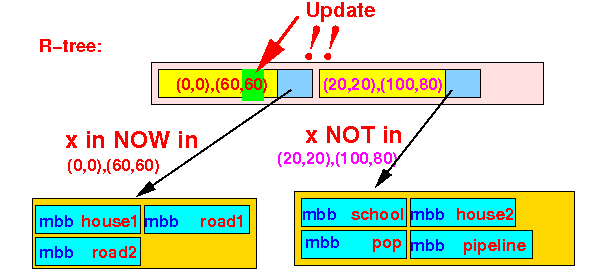 Update
R-tree:
!!
(0,0),(60,60) (20,20),(100,80)
x in NOW in
(0,0),(60,60)
x NOT in
(20,20),(100,80)
mbb house1 mbb road1
mbb road2
mbb school mbb house2
mbb pop mbb pipeline